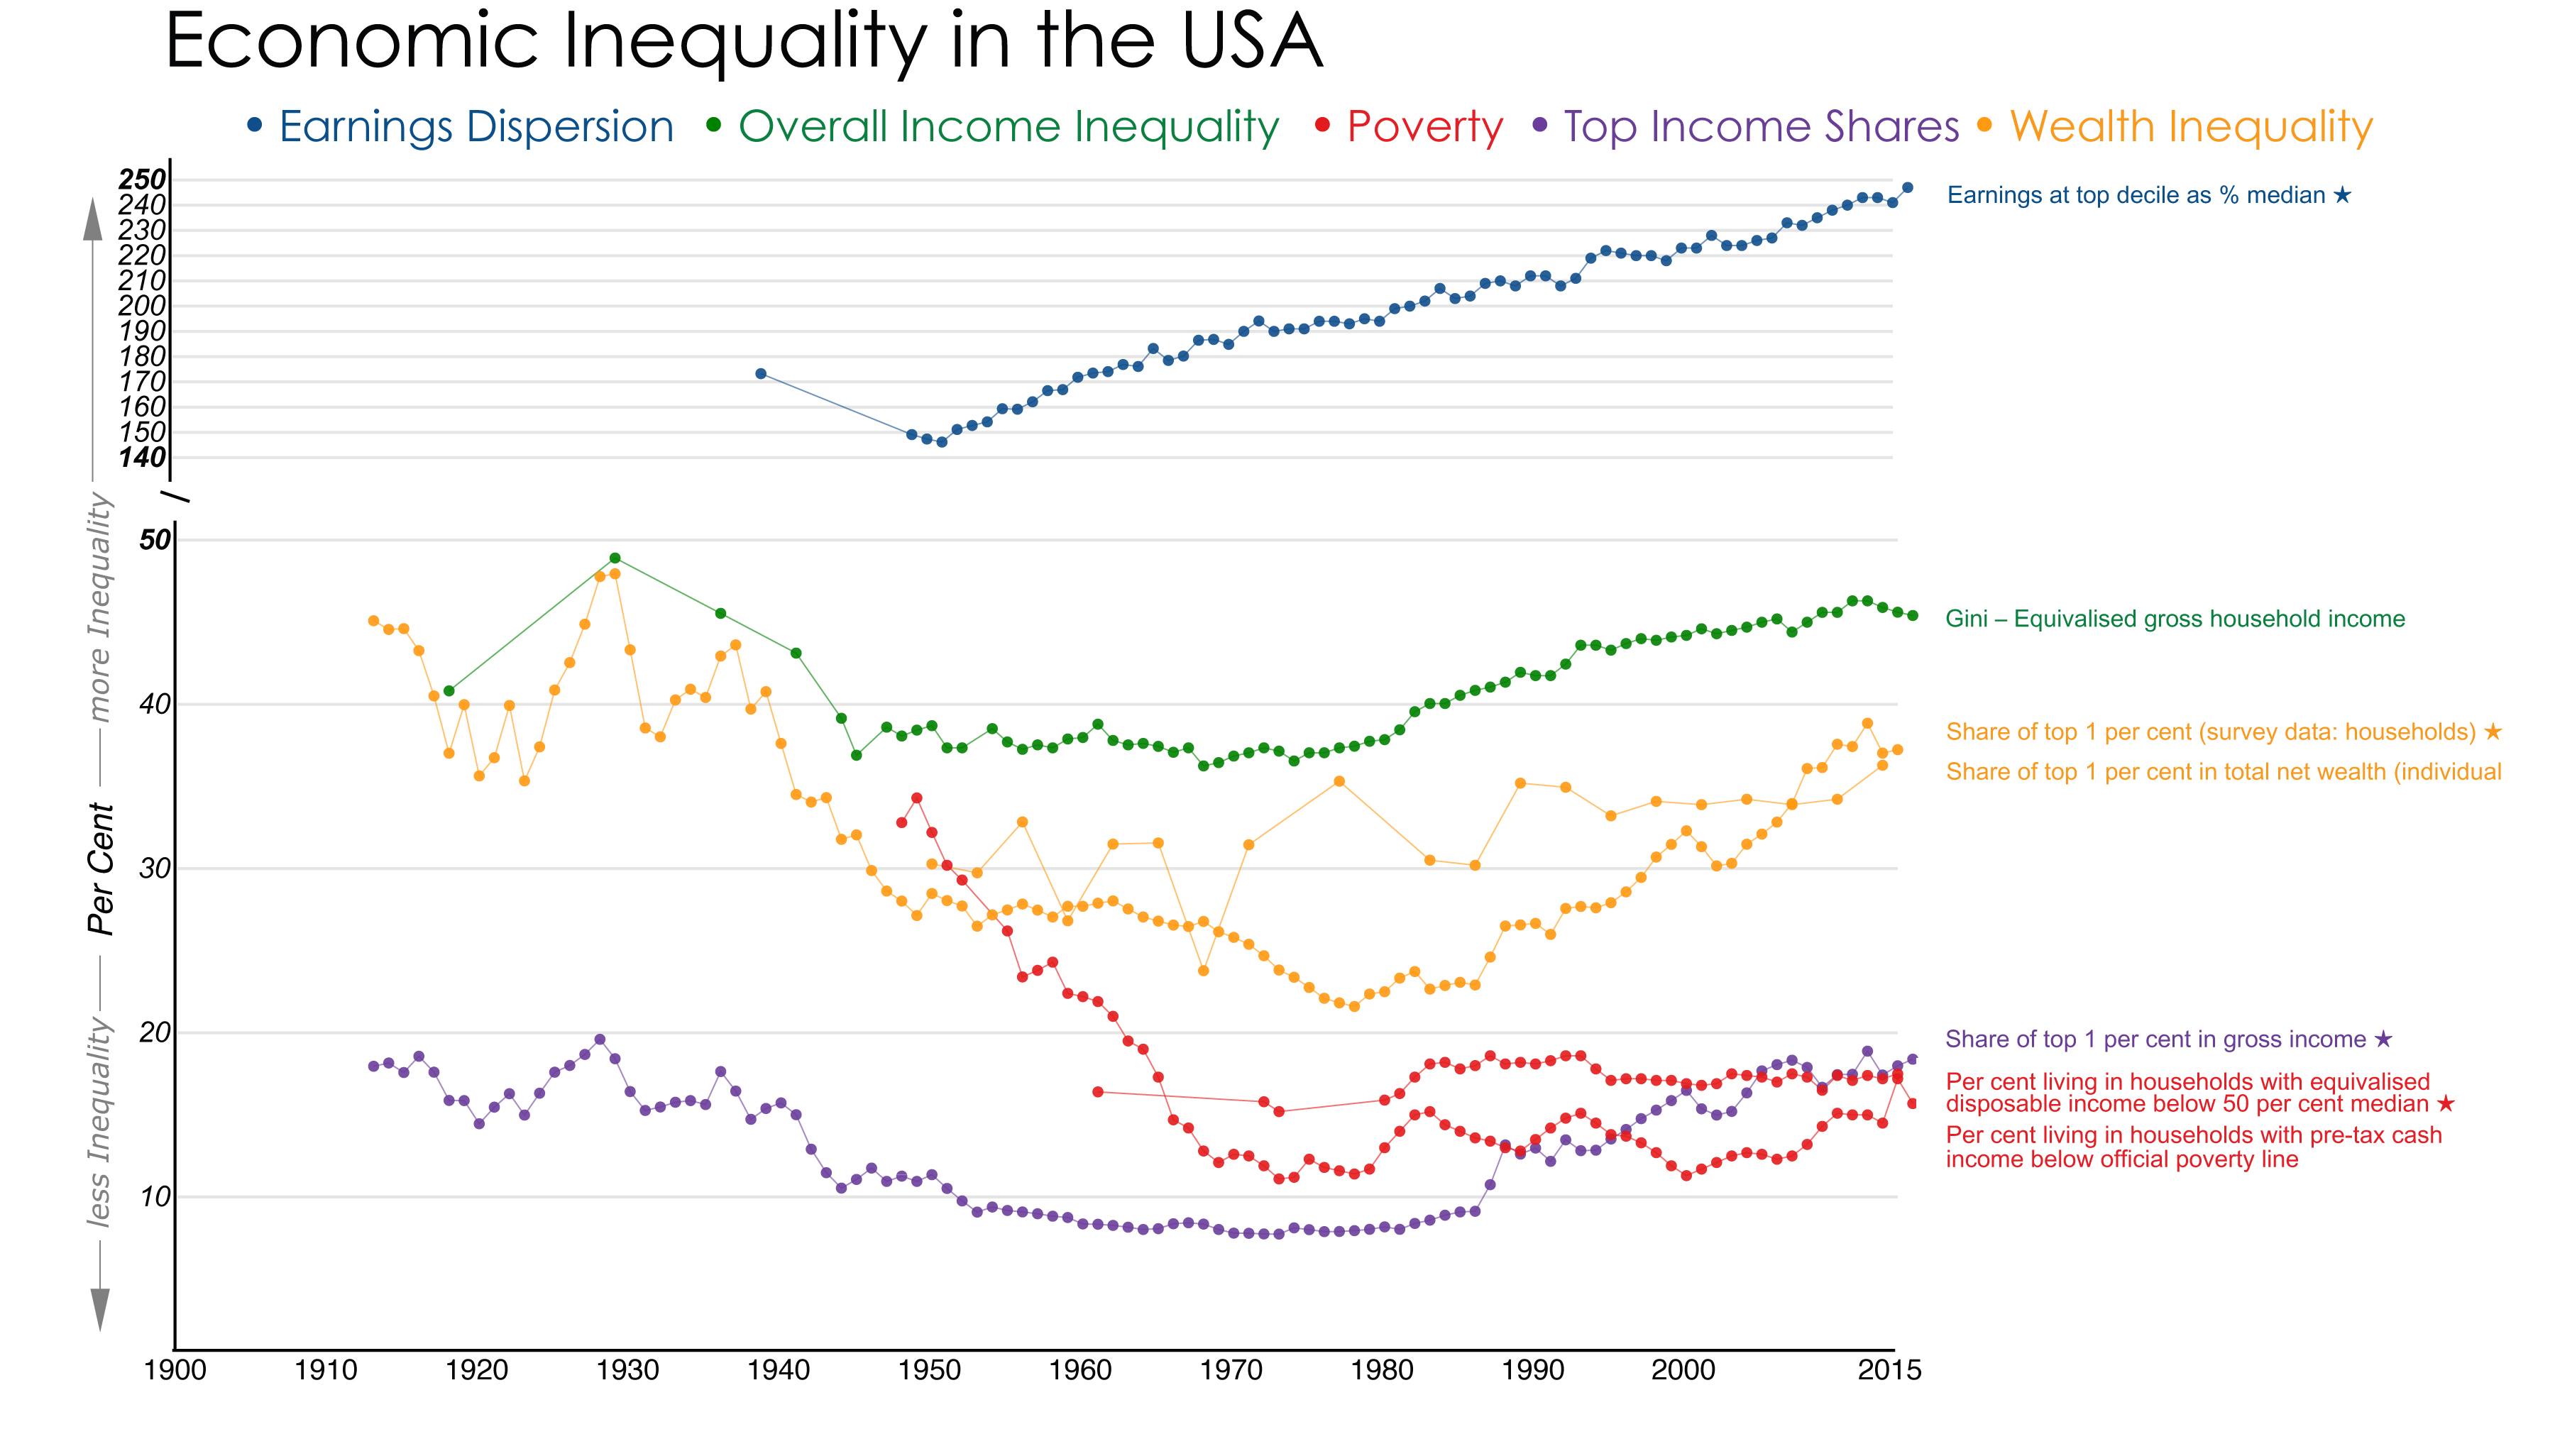 Economic Inequality in the USA
Earnings Dispersion Overall Income Inequality Poverty Top Income Shares Wealth Inequality
250
240
230
220
210
200
190
180
170
160
150
140
Earnings at top decile as % median ★
50
40
30
20
10
less Inequality Per Cent more Inequality
Gini – Equivalised gross household income
Share of top 1 per cent (survey data: households) ★
Share of top 1 per cent in total net wealth (individual
Share of top 1 per cent in gross income ★
Per cent living in households with equivalised
disposable income below 50 per cent median ★
Per cent living in households with pre-tax cash
income below official poverty line
1900 1910 1920 1930 1940 1950 1960 1970 1980 1990 2000 2015